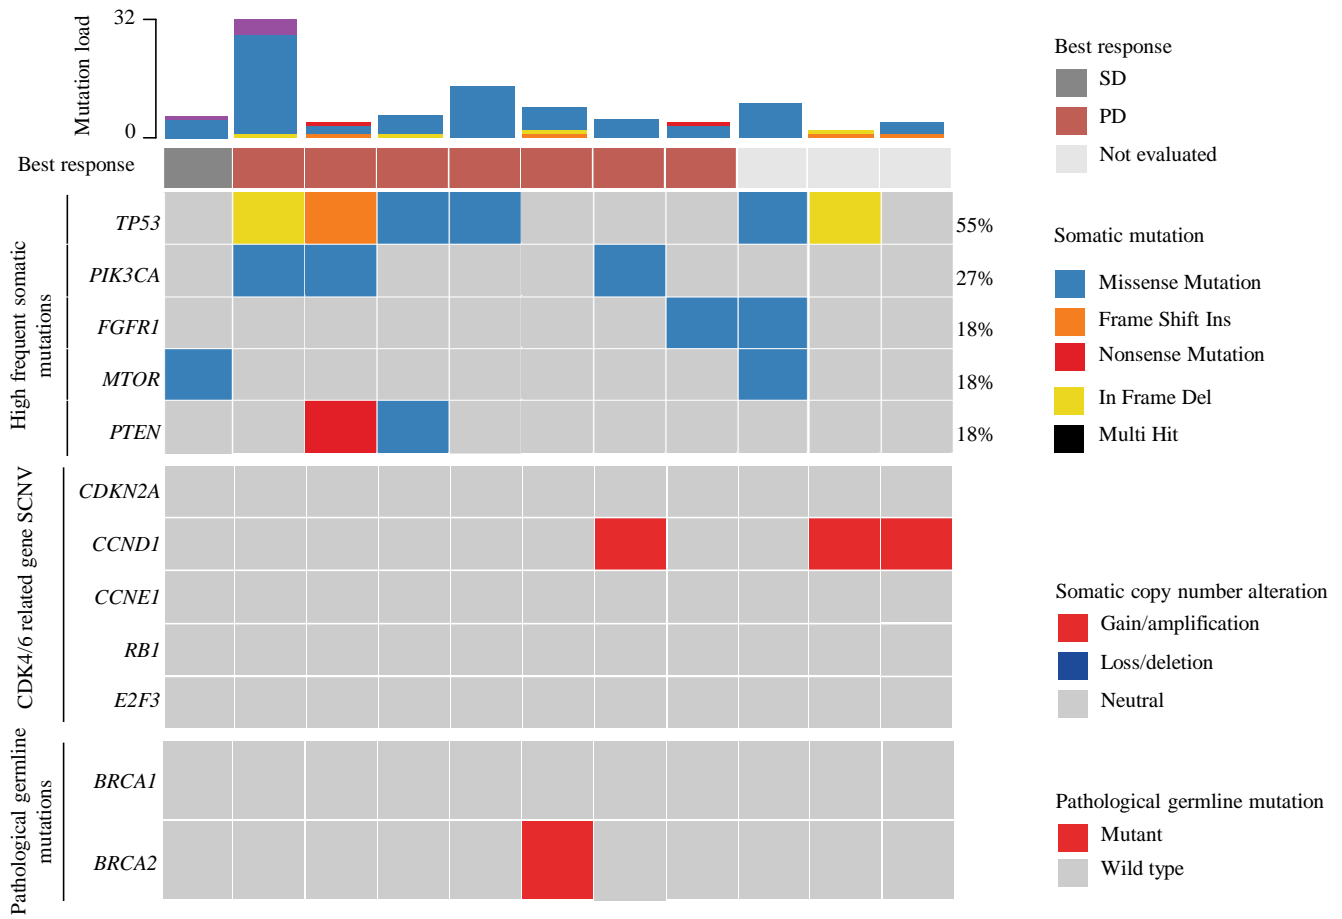 32
0
Mutation load
Best response
High frequent somatic
mutations
TP53
55%
PIK3CA
27%
FGFR1
18%
MTOR
18%
PTEN
18%
CDK4/6 related gene SCNV
CDKN2A
CCND1
CCNE1
RB1
E2F3
Pathological germline
mutations
BRCA1
BRCA2
Best response
SD
PD
Not evaluated
Somatic mutation
Missense Mutation
Frame Shift Ins
Nonsense Mutation
In Frame Del
Multi Hit
Somatic copy number alteration
Gain/amplification
Loss/deletion
Neutral
Pathological germline mutation
Mutant
Wild type